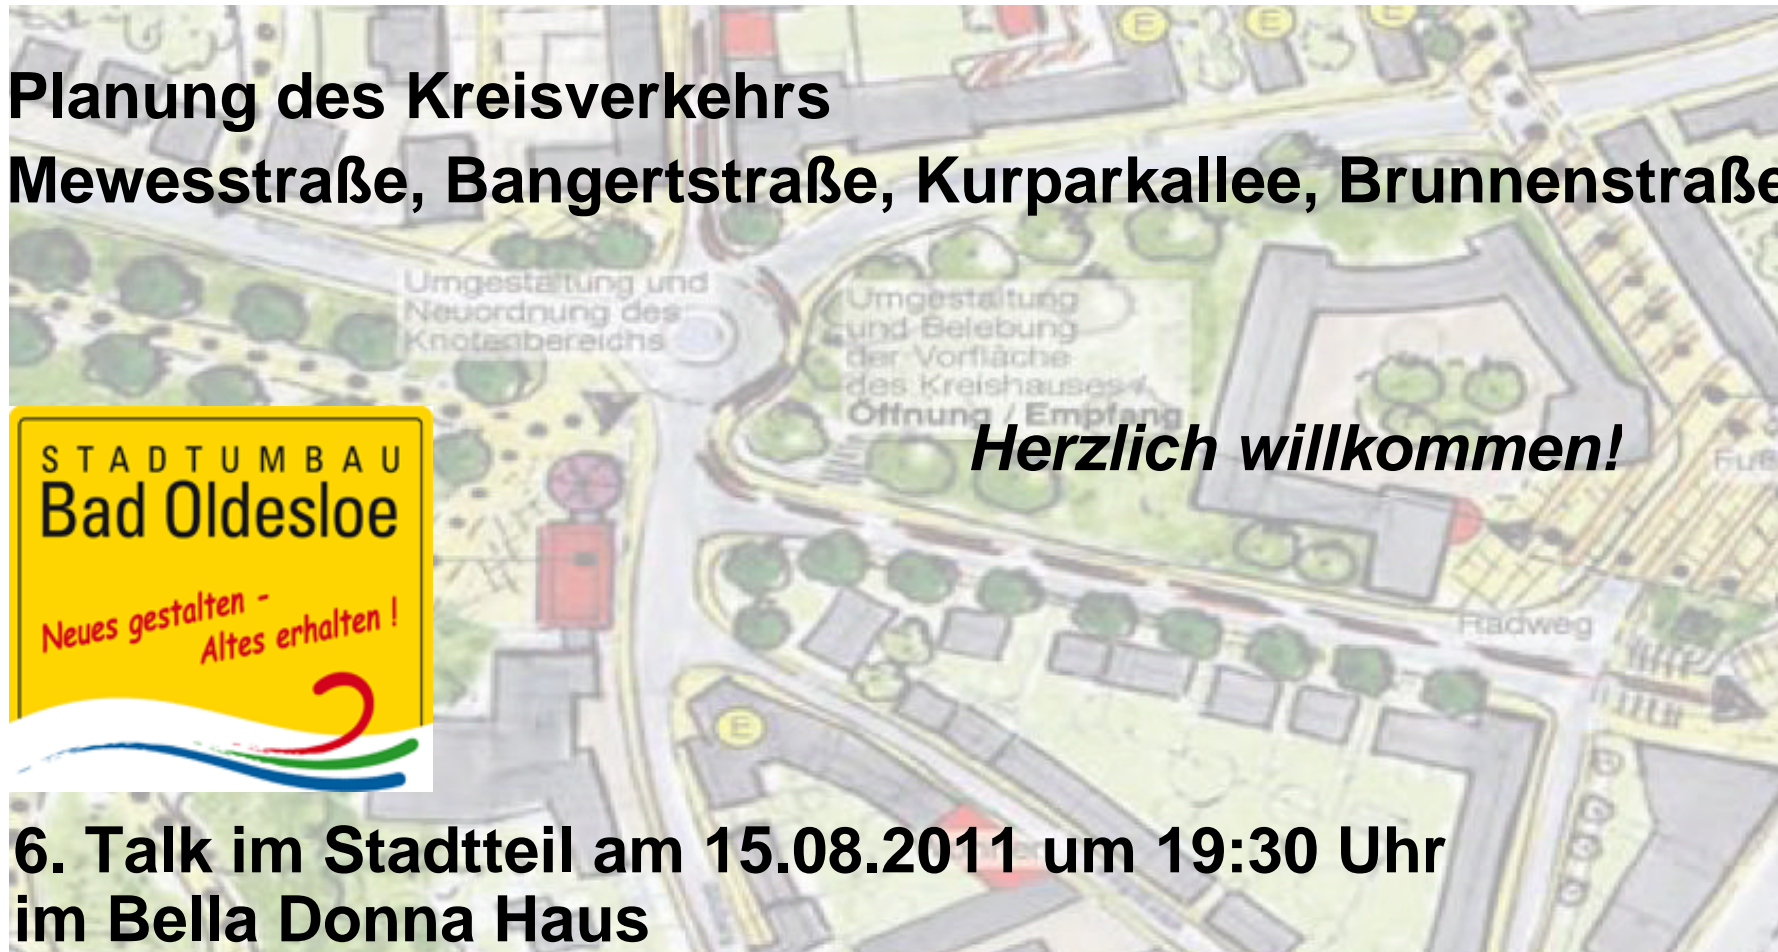 Planung des Kreisverkehrs
Mewesstraße, Bangertstraße, Kurparkallee, Brunnenstraße
E
E
E
Umgestaltung und
Neuordnung des
Knotenbereichs
Umgestaltung
und Belebung
der Vorfläche
des Kreishauses /
Öffnung / Empfang
Herzlich willkommen!
STADTUMBAU
Bad Oldesloe
Neues gestalten -
Altes erhalten !
Radweg
E
6. Talk im Stadtteil am 15.08.2011 um 19:30 Uhr
im Bella Donna Haus